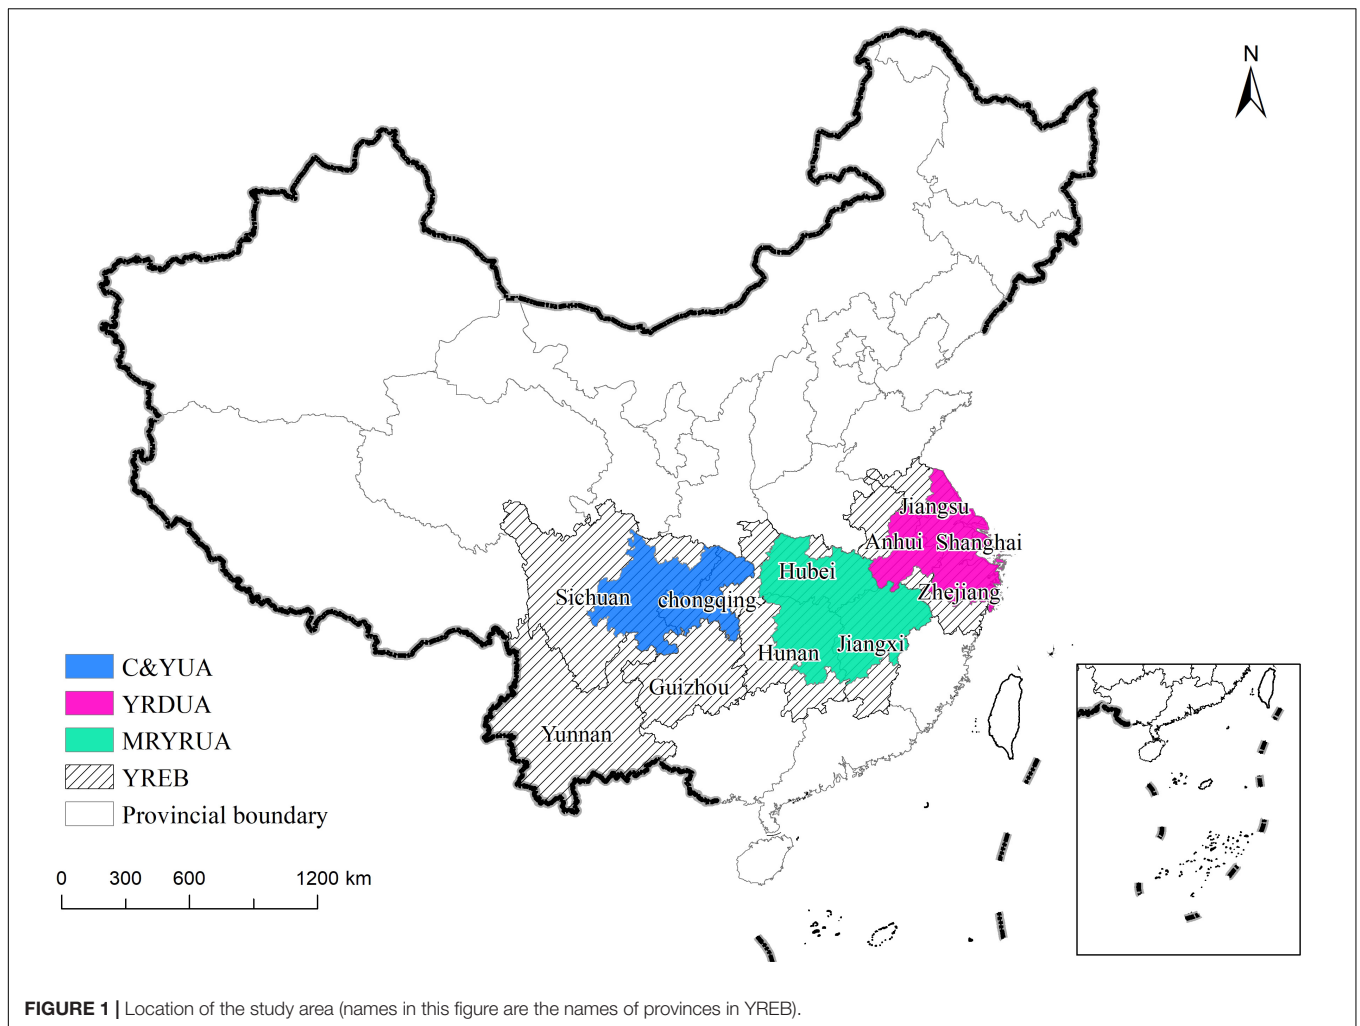 N
Jiangsu
Anhui
Shanghai
Hubei
Zhejiang
Sichuan
chongqing
Hunan
Jiangxi
Guizhou
Yunnan
C&YUA
YRDUA
MRYRUA
YREB
Provincial boundary
0 300 600 1200 km
FIGURE 1 | Location of the study area (names in this figure are the names of provinces in YREB).